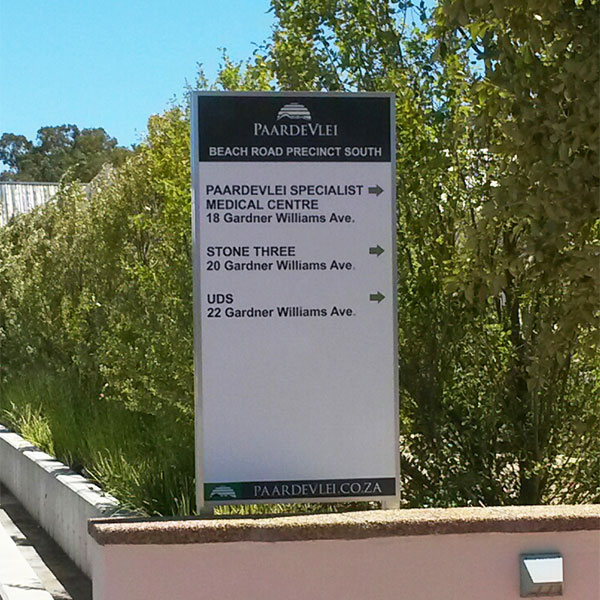 PAARDEVLEI
BEACH ROAD PRECINCT SOUTH
PAARDEVLEI SPECIALIST
MEDICAL CENTRE
18 Gardner Williams Ave.
STONE THREE
20 Gardner Williams Ave.
UDS
22 Gardner Williams Ave.
PAARDEVLEI.CO.ZA